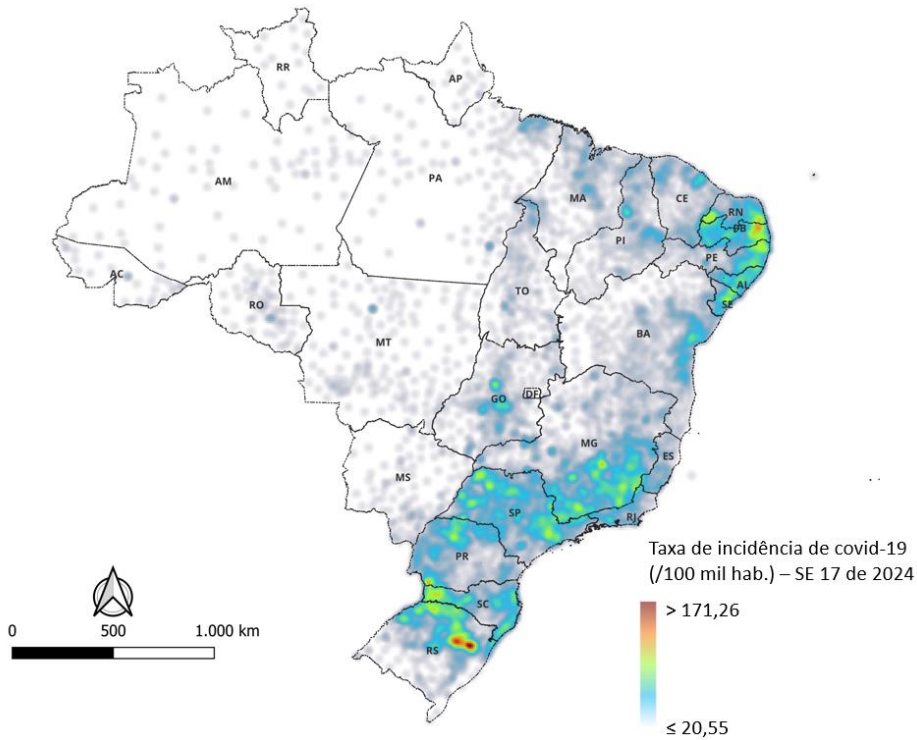 RR
AP
AM
PA
MA
CE
RN
PB
PI
PE
AC
AL
TO
SE
RO
BA
MT
DF
GO
MG
ES
MS
SP
RJ
PR
SC
RS
Taxa de incidência de covid-19
(/100 mil hab.) – SE 17 de 2024
> 171,26
≤ 20,55
0 500 1.000 km